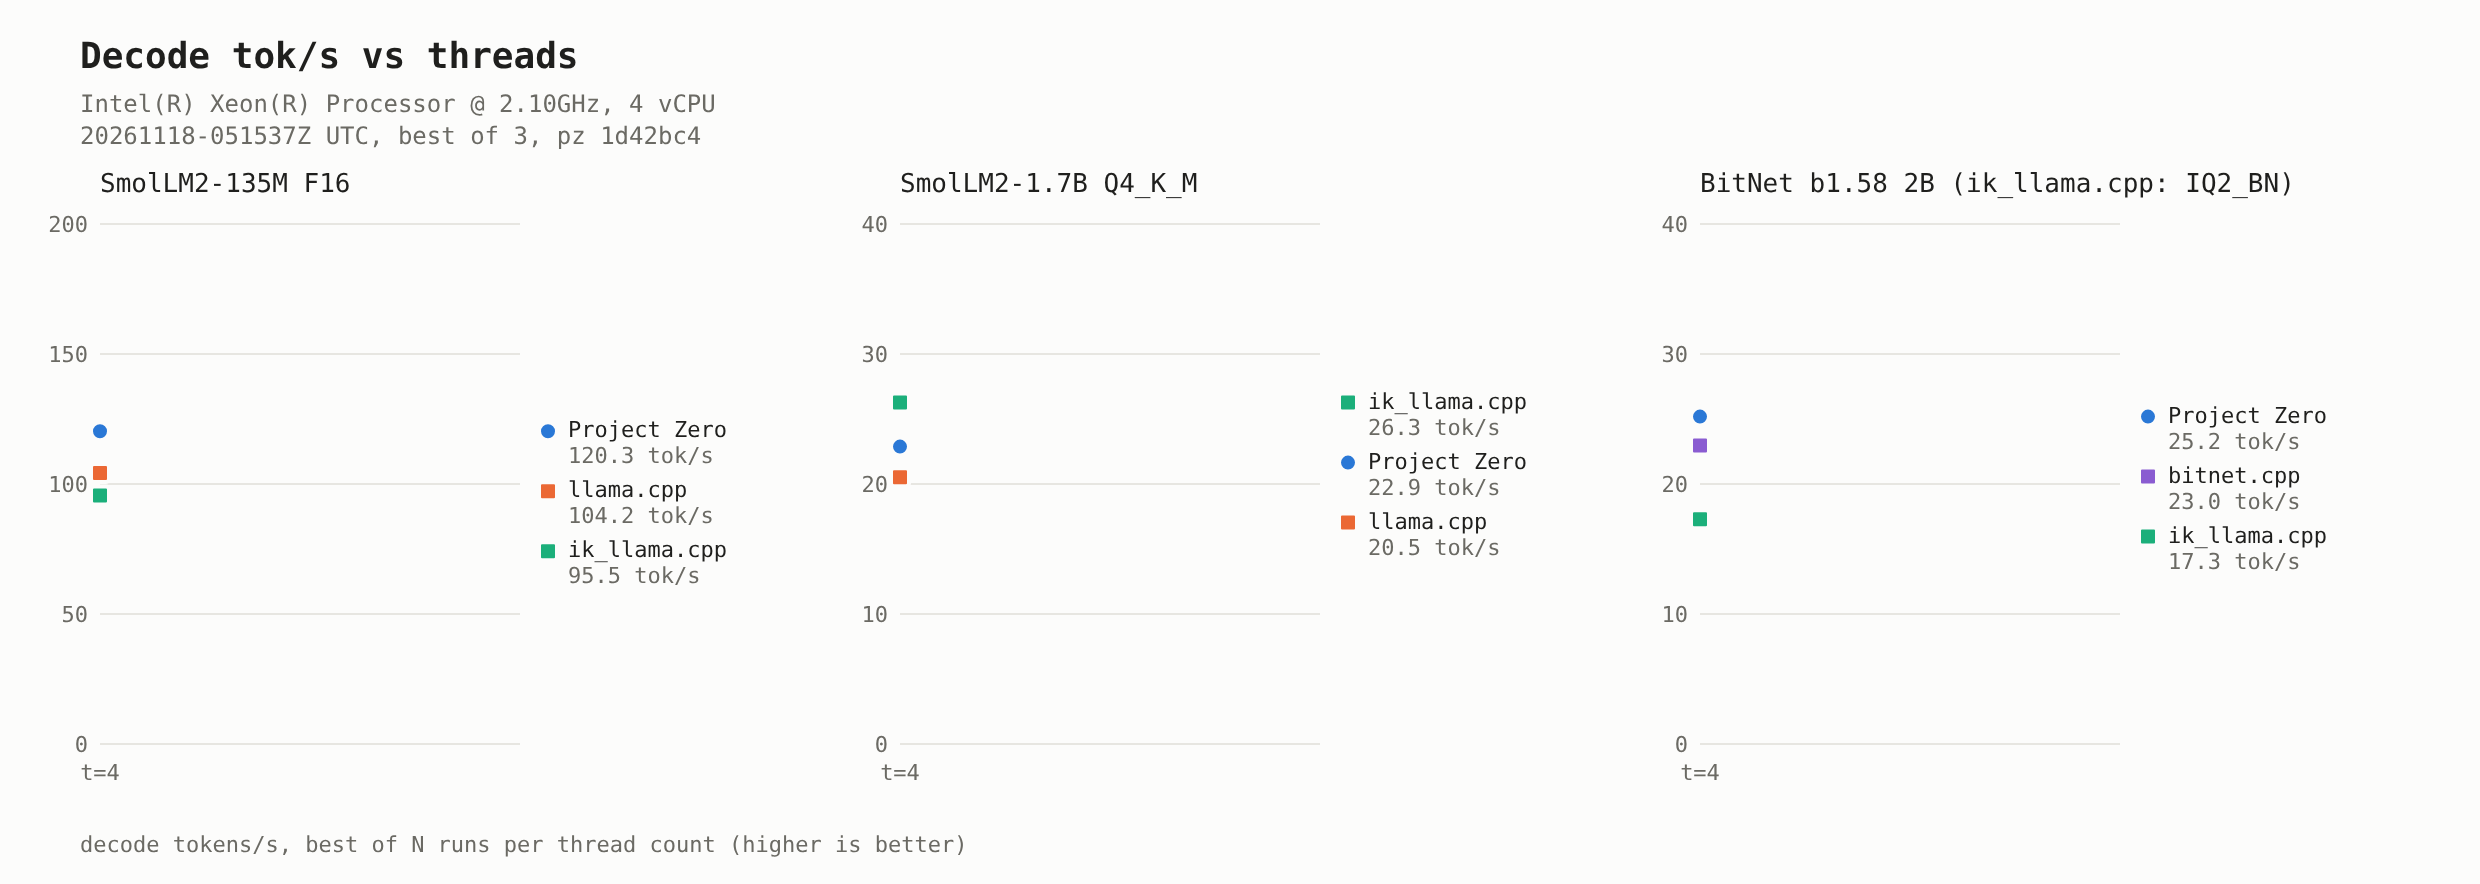 Decode tok/s vs threads
Intel(R) Xeon(R) Processor @ 2.10GHz, 4 vCPU
20261118-051537Z UTC, best of 3, pz 1d42bc4
SmolLM2-135M F16
200
150
100
50
0
t=4
Project Zero
120.3 tok/s
llama.cpp
104.2 tok/s
ik_llama.cpp
95.5 tok/s
SmolLM2-1.7B Q4_K_M
40
30
20
10
0
t=4
ik_llama.cpp
26.3 tok/s
Project Zero
22.9 tok/s
llama.cpp
20.5 tok/s
BitNet b1.58 2B (ik_llama.cpp: IQ2_BN)
40
30
20
10
0
t=4
Project Zero
25.2 tok/s
bitnet.cpp
23.0 tok/s
ik_llama.cpp
17.3 tok/s
decode tokens/s, best of N runs per thread count (higher is better)